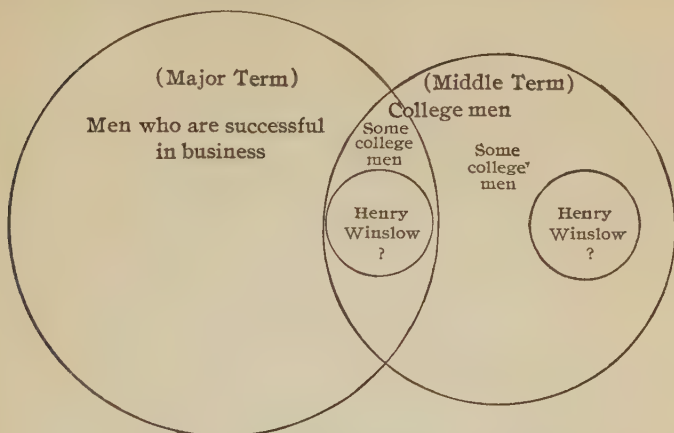 (Major Term)
Men who are successful
in business
(Middle Term)
College men
Some
college
men
Henry
Winslow
?
Some
college'
men
Henry
Winslow
?